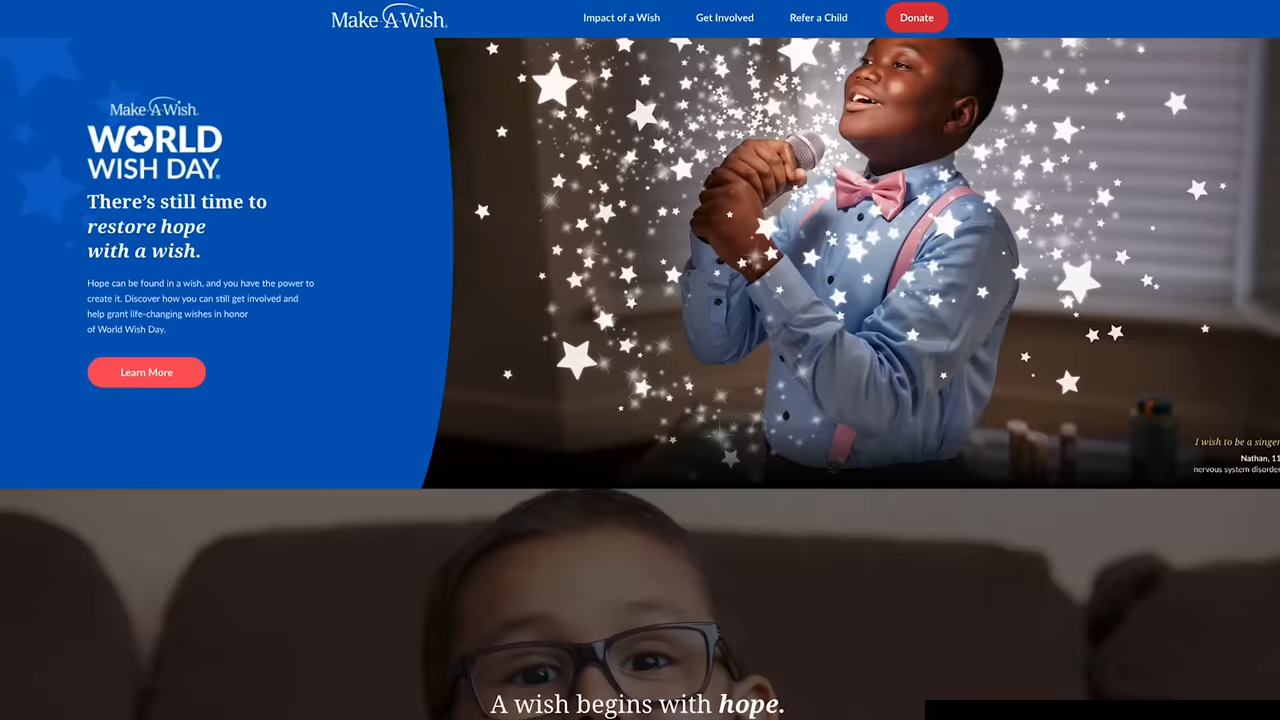 Make-A-Wish®
Impact of a Wish
Get Involved
Refer a Child
Donate
Make-A-Wish®
WORLD
WISH DAY®
There's still time to
restore hope
with a wish.
Hope can be found in a wish, and you have the power to
create it. Discover how you can still get involved and
help grant life-changing wishes in honor
of World Wish Day.
Learn More
I wish to be a singer
Nathan, 11
nervous system disorder
A wish begins with hope.